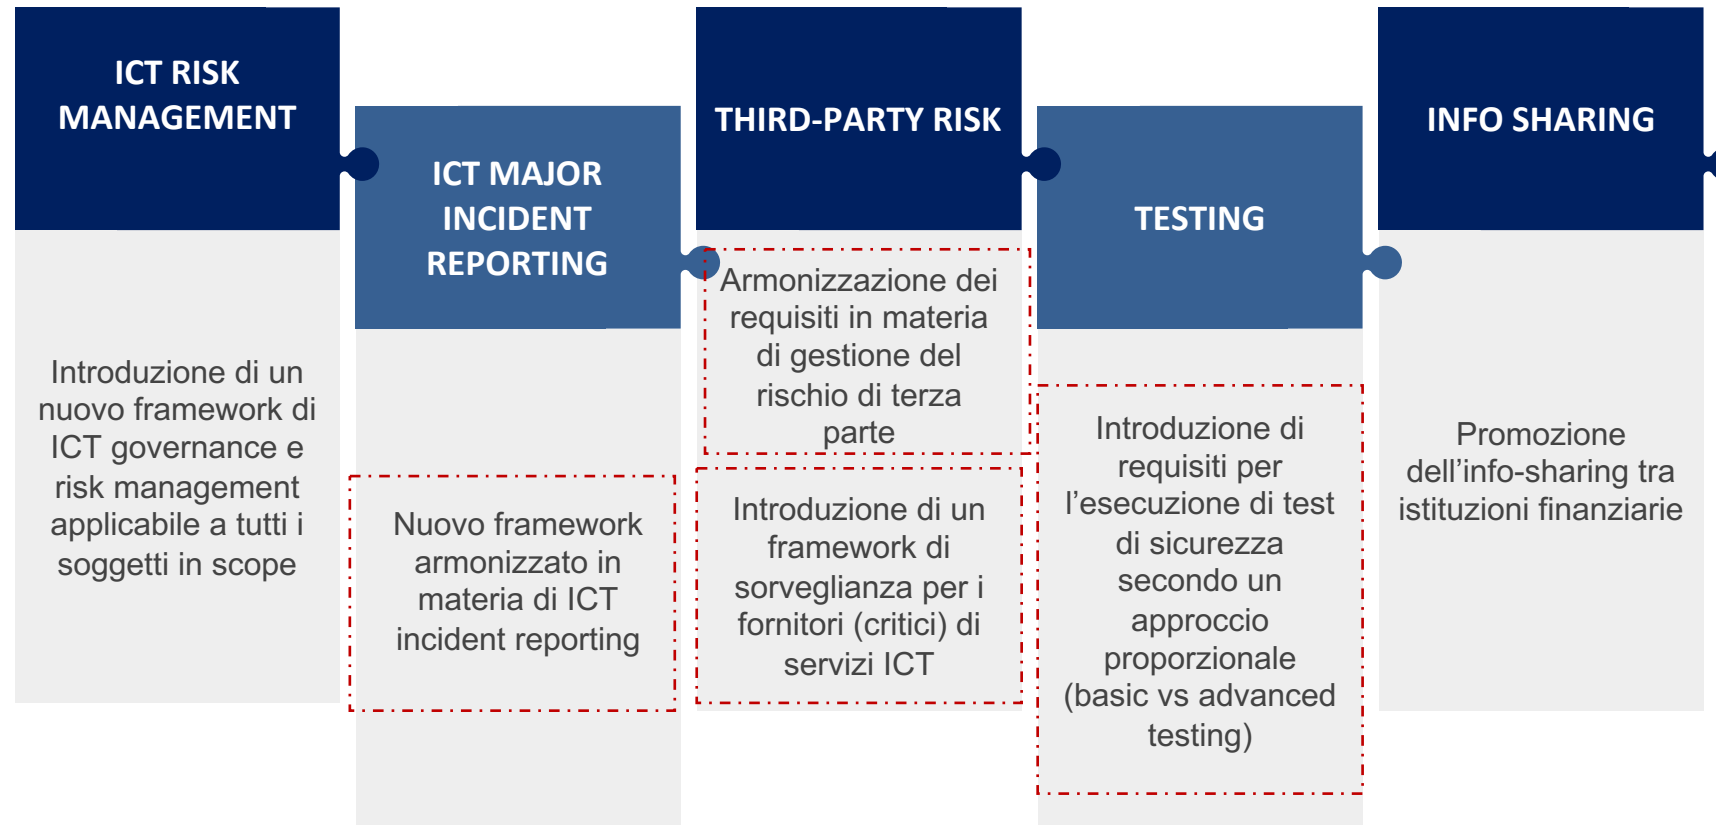 ICT RISK
MANAGEMENT
Introduzione di un
nuovo framework di
ICT governance e
risk management
applicabile a tutti i
soggetti in scope
ICT MAJOR
INCIDENT
REPORTING
Nuovo framework
armonizzato in
materia di ICT
incident reporting
THIRD-PARTY RISK
Armonizzazione dei
requisiti in materia
di gestione del
rischio di terza
parte
Introduzione di un
framework di
sorveglianza per i
fornitori (critici) di
servizi ICT
TESTING
Introduzione di
requisiti per
l’esecuzione di test
di sicurezza
secondo un
approccio
proporzionale
(basic vs advanced
testing)
INFO SHARING
Promozione
dell’info-sharing tra
istituzioni finanziarie